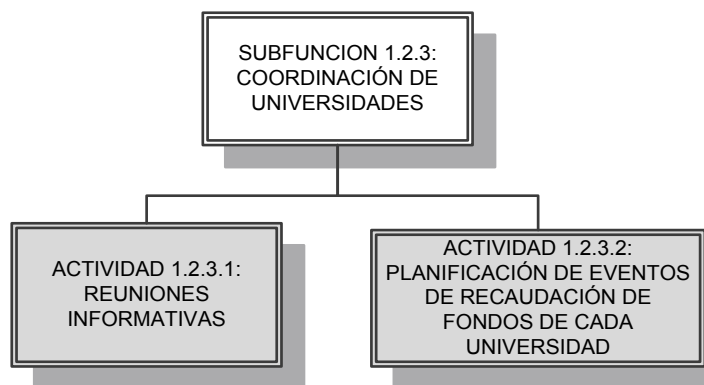 SUBFUNCION 1.2.3:
COORDINACIÓN DE
UNIVERSIDADES
ACTIVIDAD 1.2.3.1:
REUNIONES
INFORMATIVAS
ACTIVIDAD 1.2.3.2:
PLANIFICACIÓN DE EVENTOS
DE RECAUDACIÓN DE
FONDOS DE CADA
UNIVERSIDAD